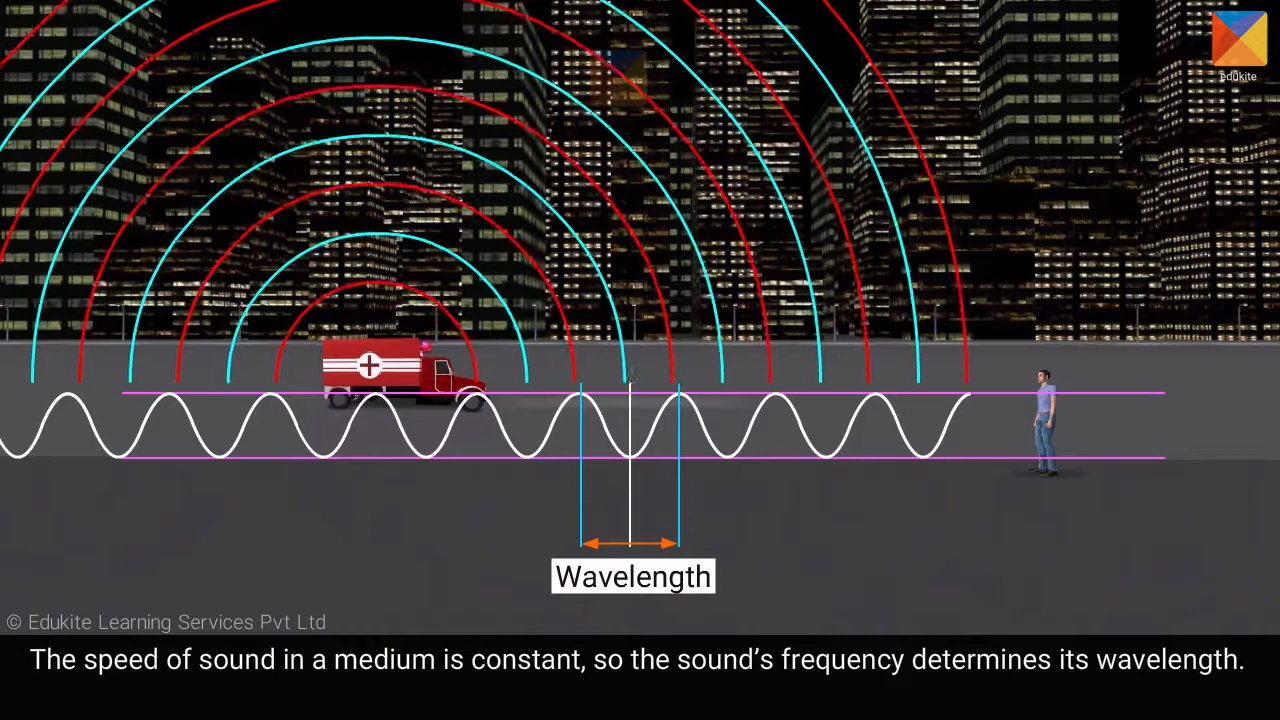 edukite
Wavelength
© Edukite Learning Services Pvt Ltd
The speed of sound in a medium is constant, so the sound’s frequency determines its wavelength.